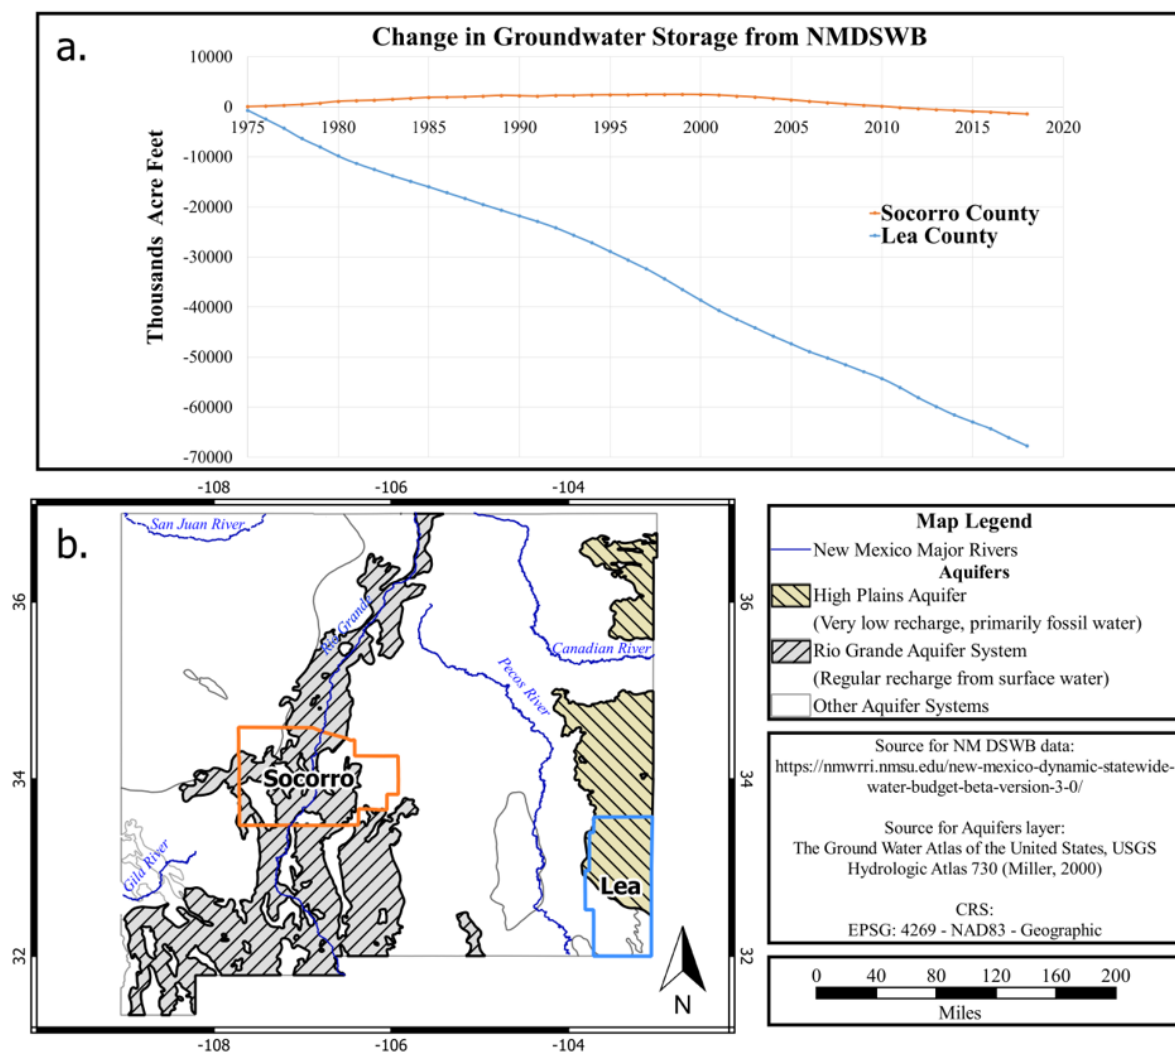 a.
Change in Groundwater Storage from NMDSWB
Thousands Acre Feet
10000
0
-10000
-20000
-30000
-40000
-50000
-60000
-70000
1975
1980
1985
1990
1995
2000
2005
2010
2015
2020
Socorro County
Lea County
b.
-108
-106
-104
36
34
32
36
34
32
-108
-106
-104
San Juan River
Rio Grande
Canadian River
Pecos River
Gila River
Socorro
Lea
N
Map Legend
New Mexico Major Rivers
Aquifers
High Plains Aquifer
(Very low recharge, primarily fossil water)
Rio Grande Aquifer System
(Regular recharge from surface water)
Other Aquifer Systems
Source for NM DSWB data:
https://nmwrri.nmsu.edu/new-mexico-dynamic-statewide-
water-budget-beta-version-3-0/
Source for Aquifers layer:
The Ground Water Atlas of the United States, USGS
Hydrologic Atlas 730 (Miller, 2000)
CRS:
EPSG: 4269 - NAD83 - Geographic
0 40 80 120 160 200
Miles